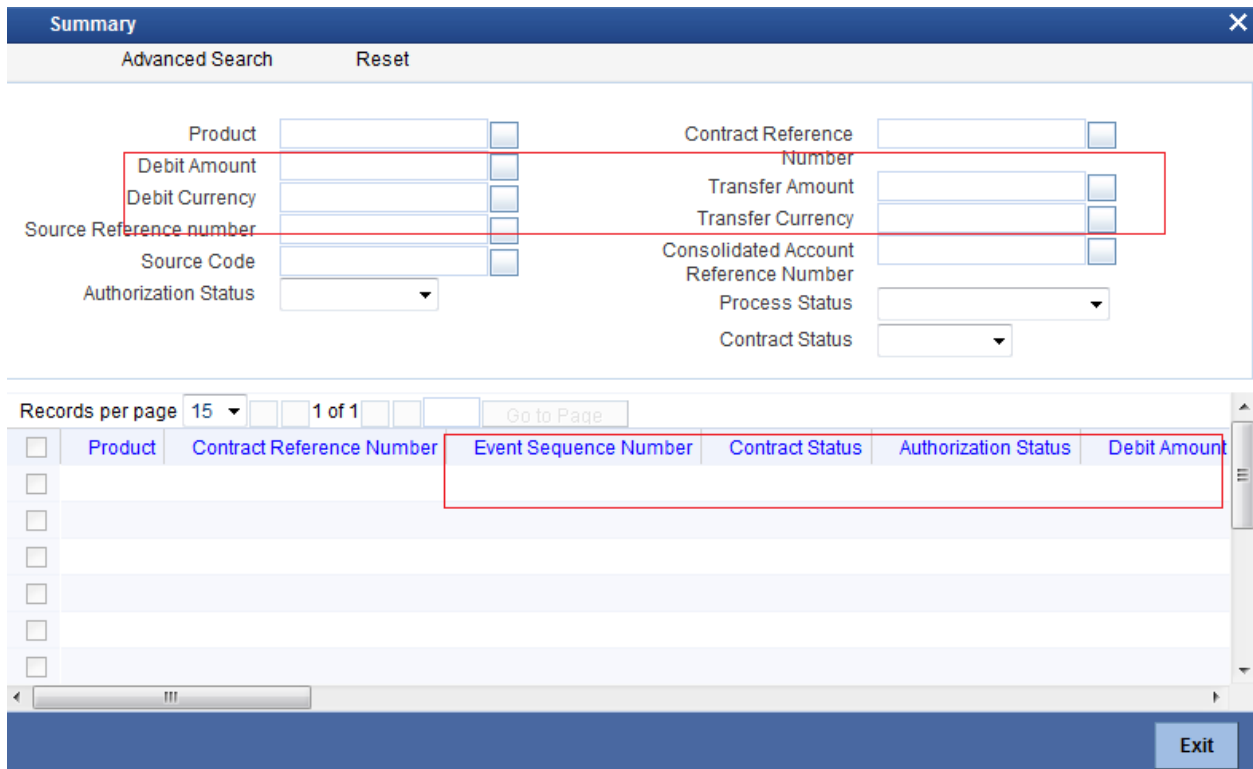 Summary
Advanced Search Reset
Product
Debit Amount
Debit Currency
Source Reference number
Source Code
Authorization Status
Contract Reference
Number
Transfer Amount
Transfer Currency
Consolidated Account
Reference Number
Process Status
Contract Status
Records per page 15 1 of 1 Go to Page
Product Contract Reference Number Event Sequence Number Contract Status Authorization Status Debit Amount
Exit